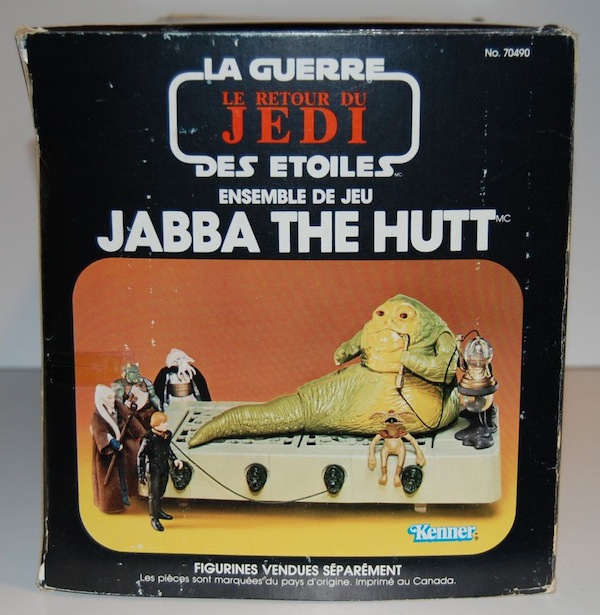 No. 70490
LA GUERRE
LE RETOUR DU
JEDI
DES ETOILES MC
ENSEMBLE DE JEU
JABBA THE HUTT MC
Kenner
FIGURINES VENDUES SÉPARÉMENT
Les pièces sont marquées du pays d'origine. Imprimé au Canada.